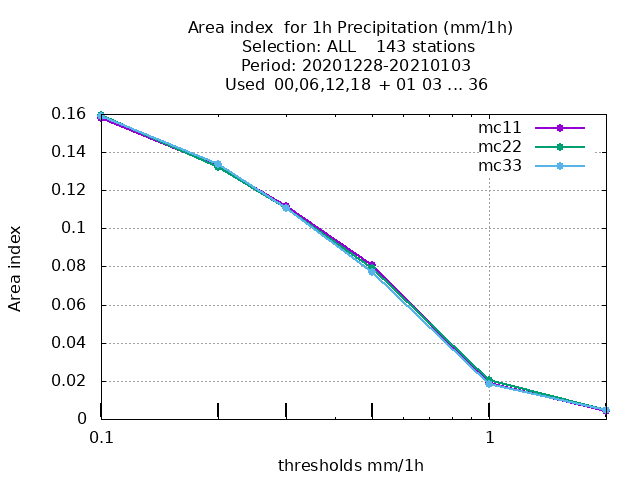 Area index  for 1h Precipitation (mm/1h)
Selection: ALL    143 stations
Period: 20201228-20210103
Used  00,06,12,18  + 01 03 ... 36
mc11
mc22
mc33
0.16
0.14
0.12
0.1
0.08
0.06
0.04
0.02
0
Area index
0.1
1
thresholds mm/1h